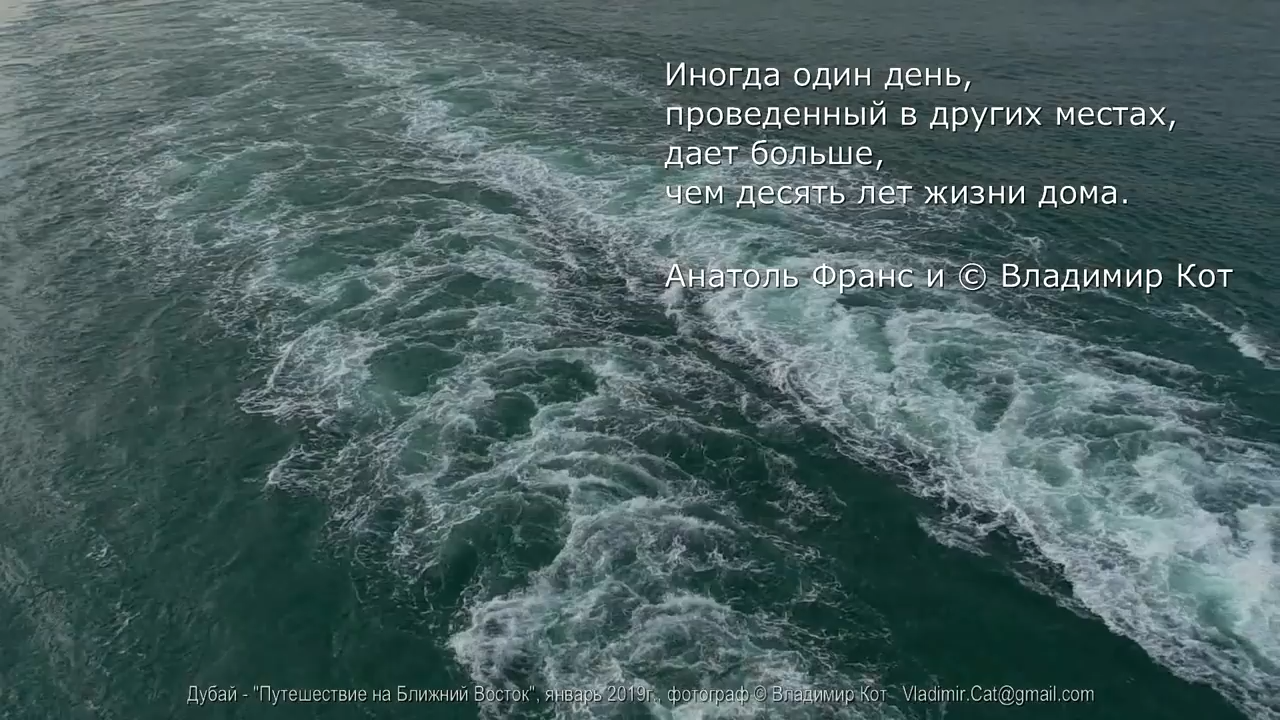 Иногда один день,
проведенный в других местах,
дает больше,
чем десять лет жизни дома.
Анатоль Франс и © Владимир Кот
Дубай - "Путешествие на Ближний Восток", январь 2019г., фотограф © Владимир Кот Vladimir.Cat@gmail.com